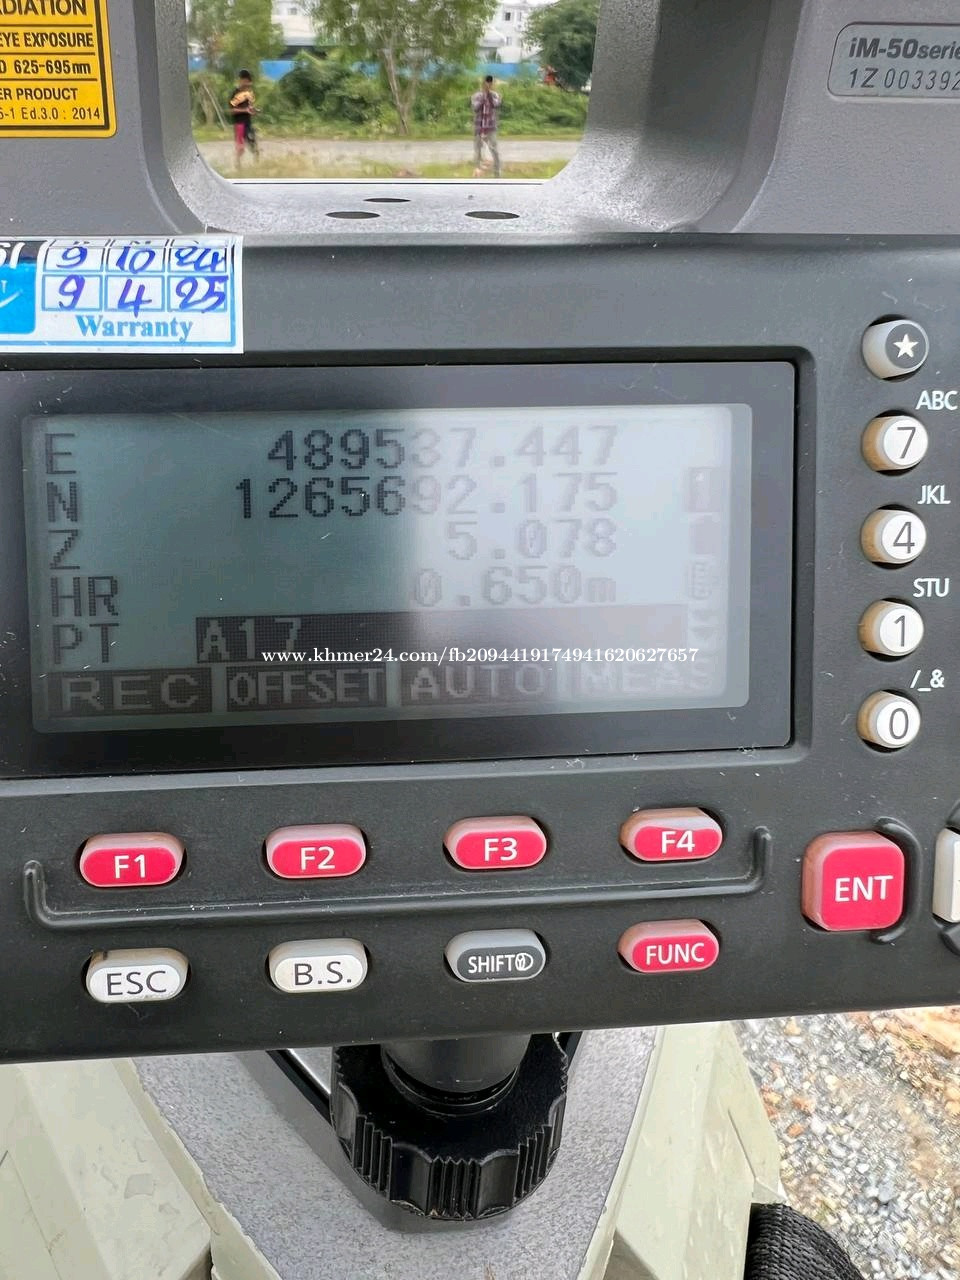 DIATION
EYE EXPOSURE
D 625-695nm
ER PRODUCT
5-1 Ed.3.0 : 2014
iM-50serie
1Z 003392
9 10 24
9 4 25
Warranty
E 489537.447
N 1265692.175
Z 5.078
HR 0.650m
PT A17
www.khmer24.com/fb2094419174941620627657
REC OFFSET AUTO MEAS
★
ABC
7
JKL
4
STU
1
/_&
0
F1 F2 F3 F4
ENT
ESC B.S. SHIFT FUNC